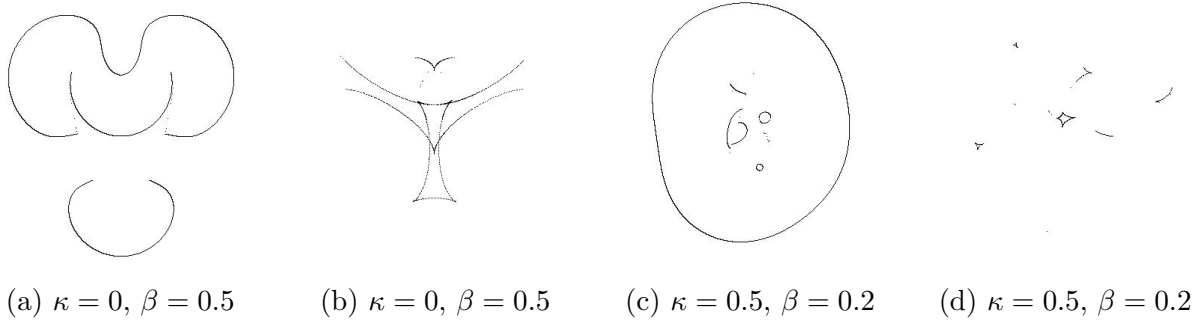 (a) κ = 0, β = 0.5 (b) κ = 0, β = 0.5 (c) κ = 0.5, β = 0.2 (d) κ = 0.5, β = 0.2